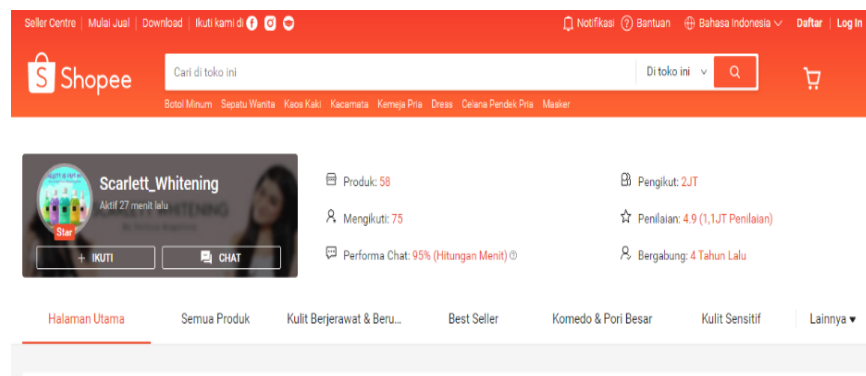 Seller Centre | Mulai Jual | Download | Ikuti kami di
Notifikasi Bantuan Bahasa Indonesia Daftar | Log In
Shopee
Cari di toko ini
Di toko ini
Botol Minum Sepatu Wanita Kaos Kaki Kacamata Kemeja Pria Dress Celana Pendek Pria Masker
Scarlett_Whitening
Aktif 27 menit lalu
Star
+ IKUTI
CHAT
Produk: 58
Pengikut: 2JT
Mengikuti: 75
Penilaian: 4.9 (1,1JT Penilaian)
Performa Chat: 95% (Hitungan Menit)
Bergabung: 4 Tahun Lalu
Halaman Utama Semua Produk Kulit Berjerawat & Beru... Best Seller Komedo & Pori Besar Kulit Sensitif Lainnya